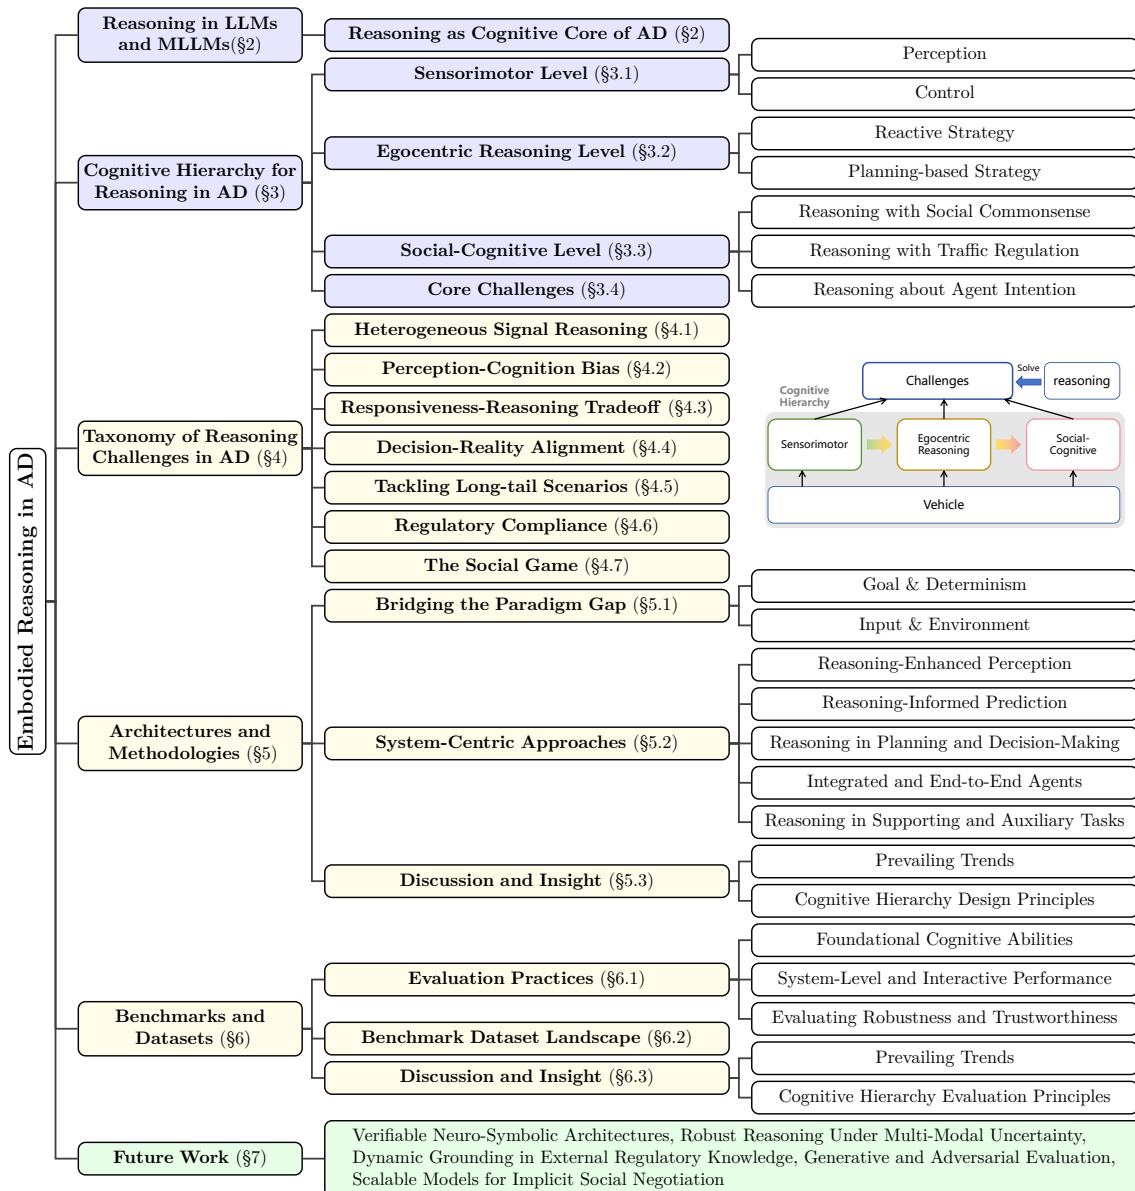 Embodied Reasoning in AD
Reasoning in LLMs
and MLLMs(§2)
Reasoning as Cognitive Core of AD (§2)
Cognitive Hierarchy for
Reasoning in AD (§3)
Sensorimotor Level (§3.1)
Perception
Control
Egocentric Reasoning Level (§3.2)
Reactive Strategy
Planning-based Strategy
Social-Cognitive Level (§3.3)
Reasoning with Social Commonsense
Reasoning with Traffic Regulation
Reasoning about Agent Intention
Core Challenges (§3.4)
Taxonomy of Reasoning
Challenges in AD (§4)
Heterogeneous Signal Reasoning (§4.1)
Perception-Cognition Bias (§4.2)
Responsiveness-Reasoning Tradeoff (§4.3)
Decision-Reality Alignment (§4.4)
Tackling Long-tail Scenarios (§4.5)
Regulatory Compliance (§4.6)
The Social Game (§4.7)
Challenges
Solve
reasoning
Cognitive
Hierarchy
Sensorimotor
Egocentric
Reasoning
Social-
Cognitive
Vehicle
Architectures and
Methodologies (§5)
Bridging the Paradigm Gap (§5.1)
Goal & Determinism
Input & Environment
System-Centric Approaches (§5.2)
Reasoning-Enhanced Perception
Reasoning-Informed Prediction
Reasoning in Planning and Decision-Making
Integrated and End-to-End Agents
Reasoning in Supporting and Auxiliary Tasks
Discussion and Insight (§5.3)
Prevailing Trends
Cognitive Hierarchy Design Principles
Benchmarks and
Datasets (§6)
Evaluation Practices (§6.1)
Foundational Cognitive Abilities
System-Level and Interactive Performance
Evaluating Robustness and Trustworthiness
Benchmark Dataset Landscape (§6.2)
Discussion and Insight (§6.3)
Prevailing Trends
Cognitive Hierarchy Evaluation Principles
Future Work (§7)
Verifiable Neuro-Symbolic Architectures, Robust Reasoning Under Multi-Modal Uncertainty,
Dynamic Grounding in External Regulatory Knowledge, Generative and Adversarial Evaluation,
Scalable Models for Implicit Social Negotiation